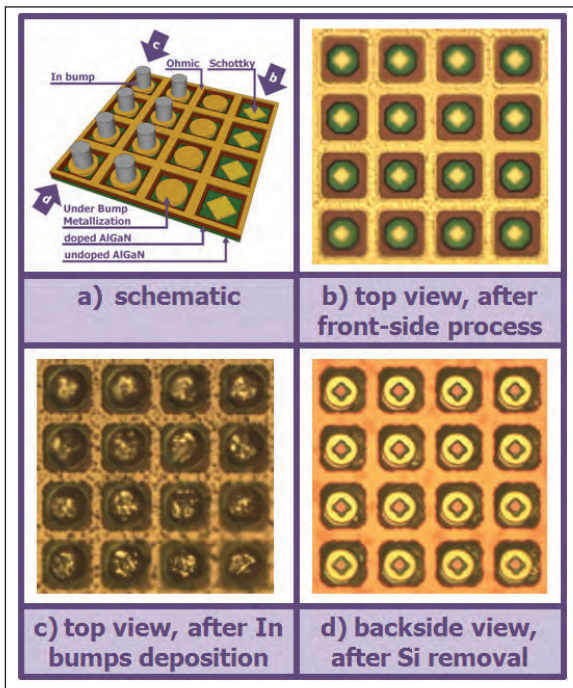 c
Ohmic
Schottky
In bump
b
d
Under Bump
Metallization
doped AlGaN
undoped AlGaN
a) schematic
b) top view, after
front-side process
c) top view, after In
bumps deposition
d) backside view,
after Si removal